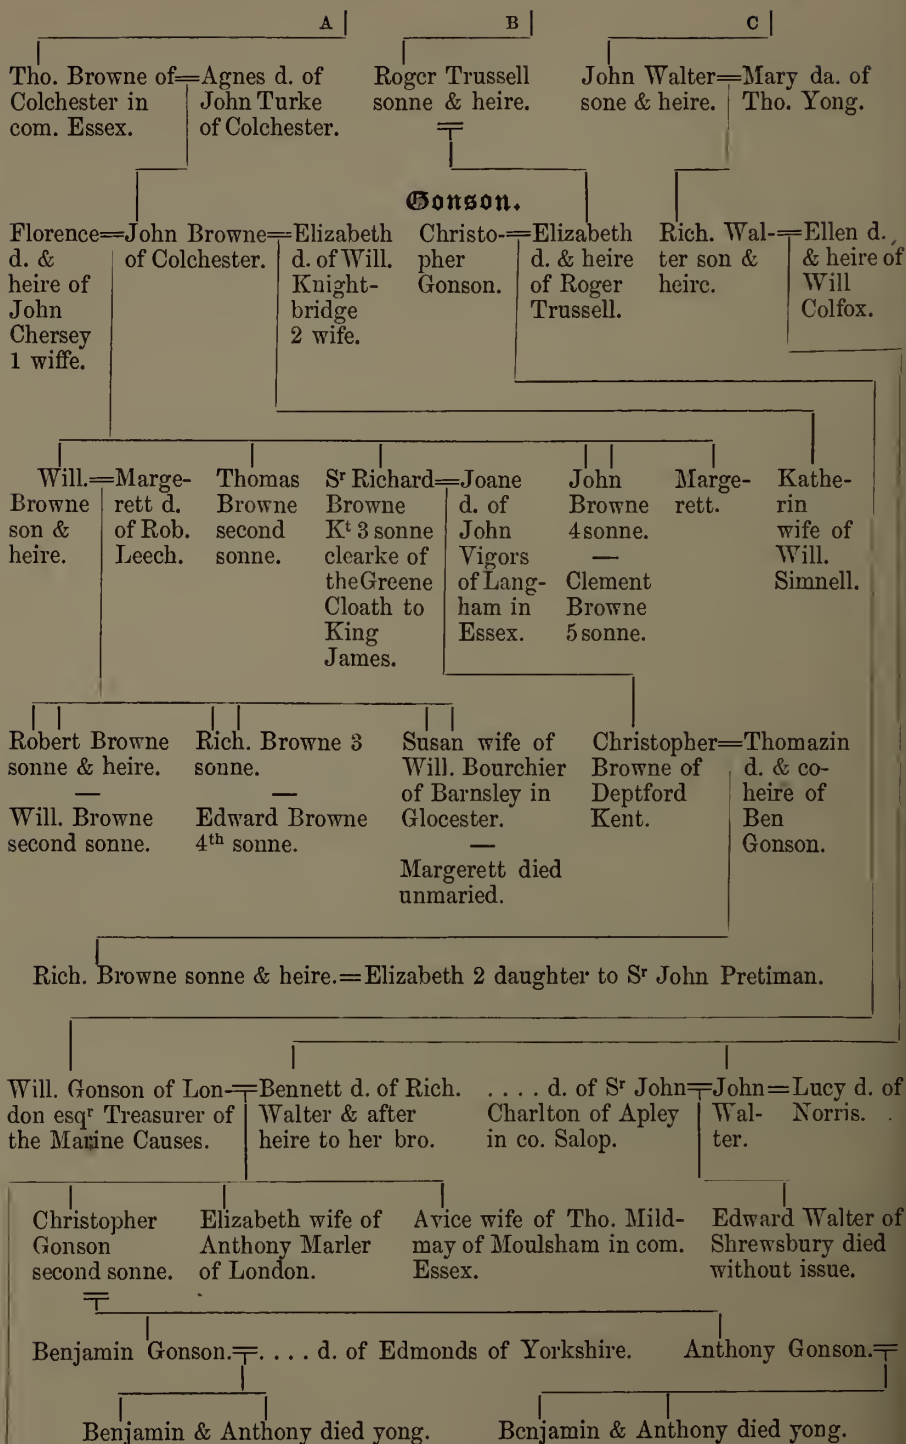 A B C
Tho. Browne of=Agnes d. of
Colchester in John Turke
com. Essex. of Colchester.
Roger Trussell
sonne & heire.
John Walter=Mary da. of
sone & heire. Tho. Yong.
Gonson.
Florence=John Browne=Elizabeth
d. & of Colchester. d. of Will.
heire of Knight-
John bridge
Chersey 2 wife.
1 wiffe.
Christo-=Elizabeth
pher d. & heire
Gonson. of Roger
Trussell.
Rich. Wal-=Ellen d.
ter son & & heire of
heire. Will
Colfox.
Will.=Marge-
Browne rett d.
son & of Rob.
heire. Leech.
Thomas
Browne
second
sonne.
Sr Richard=Joane
Browne d. of
Kt 3 sonne John
clearke of Vigors
theGreene of Lang-
Cloath to ham in
King Essex.
James.
John
Browne
4 sonne.
—
Clement
Browne
5 sonne.
Marge-
rett.
Kathe-
rin
wife of
Will.
Simnell.
Robert Browne
sonne & heire.
—
Will. Browne
second sonne.
Rich. Browne 3
sonne.
—
Edward Browne
4th sonne.
Susan wife of
Will. Bourchier
of Barnsley in
Glocester.
—
Margerett died
unmaried.
Christopher=Thomazin
Browne of d. & co-
Deptford heire of
Kent. Ben
Gonson.
Rich. Browne sonne & heire.=Elizabeth 2 daughter to Sr John Pretiman.
Will. Gonson of Lon-=Bennett d. of Rich.
don esqr Treasurer of Walter & after
the Marine Causes. heire to her bro.
. . . . d. of Sr John=John=Lucy d. of
Charlton of Apley Wal- Norris.
in co. Salop. ter.
Christopher
Gonson
second sonne.
Elizabeth wife of
Anthony Marler
of London.
Avice wife of Tho. Mild-
may of Moulsham in com.
Essex.
Edward Walter of
Shrewsbury died
without issue.
Benjamin Gonson.=. . . . d. of Edmonds of Yorkshire. Anthony Gonson.=
Benjamin & Anthony died yong. Benjamin & Anthony died yong.